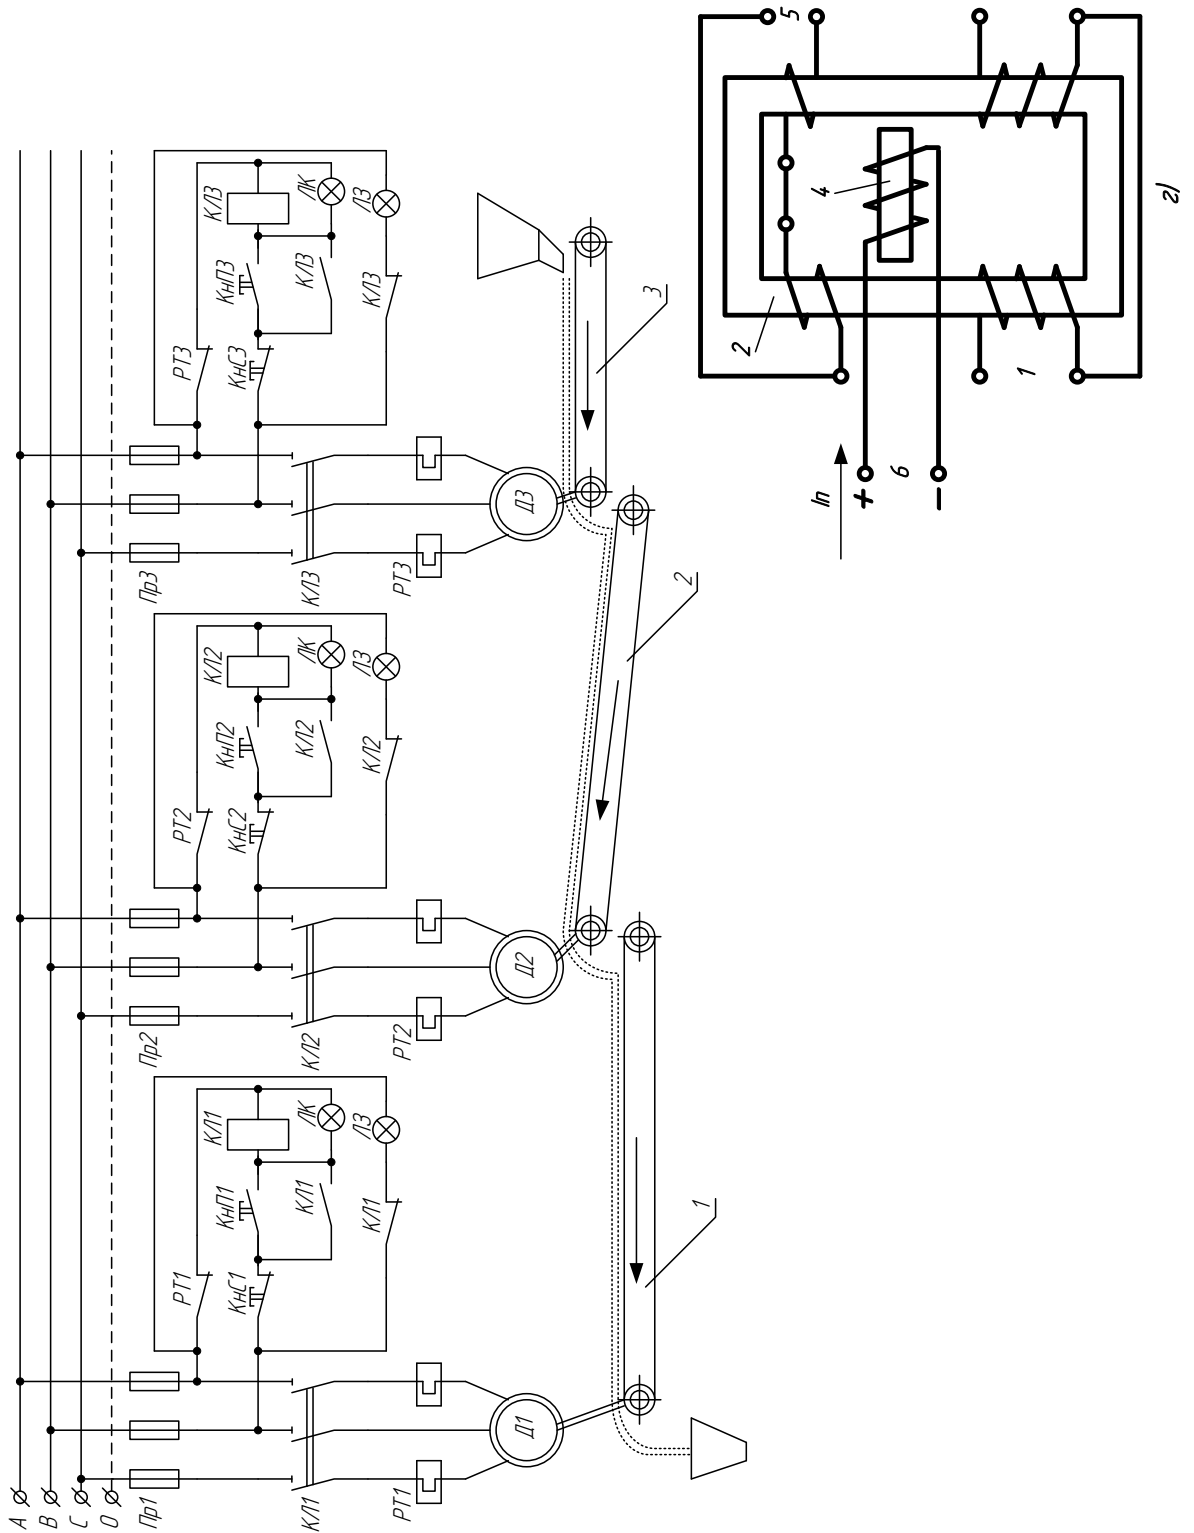 А
В
С
О
Пр1
КЛ1
РТ1
Д1
РТ1
КнС1
КнП1
КЛ1
КЛ1
КЛ1
ЛК
ЛЗ
1
Пр2
КЛ2
РТ2
Д2
РТ2
КнС2
КнП2
КЛ2
КЛ2
КЛ2
ЛК
ЛЗ
2
Пр3
КЛ3
РТ3
Д3
РТ3
КнС3
КнП3
КЛ3
КЛ3
КЛ3
ЛК
ЛЗ
3
Iп
+
6
–
2
1
4
5
г)